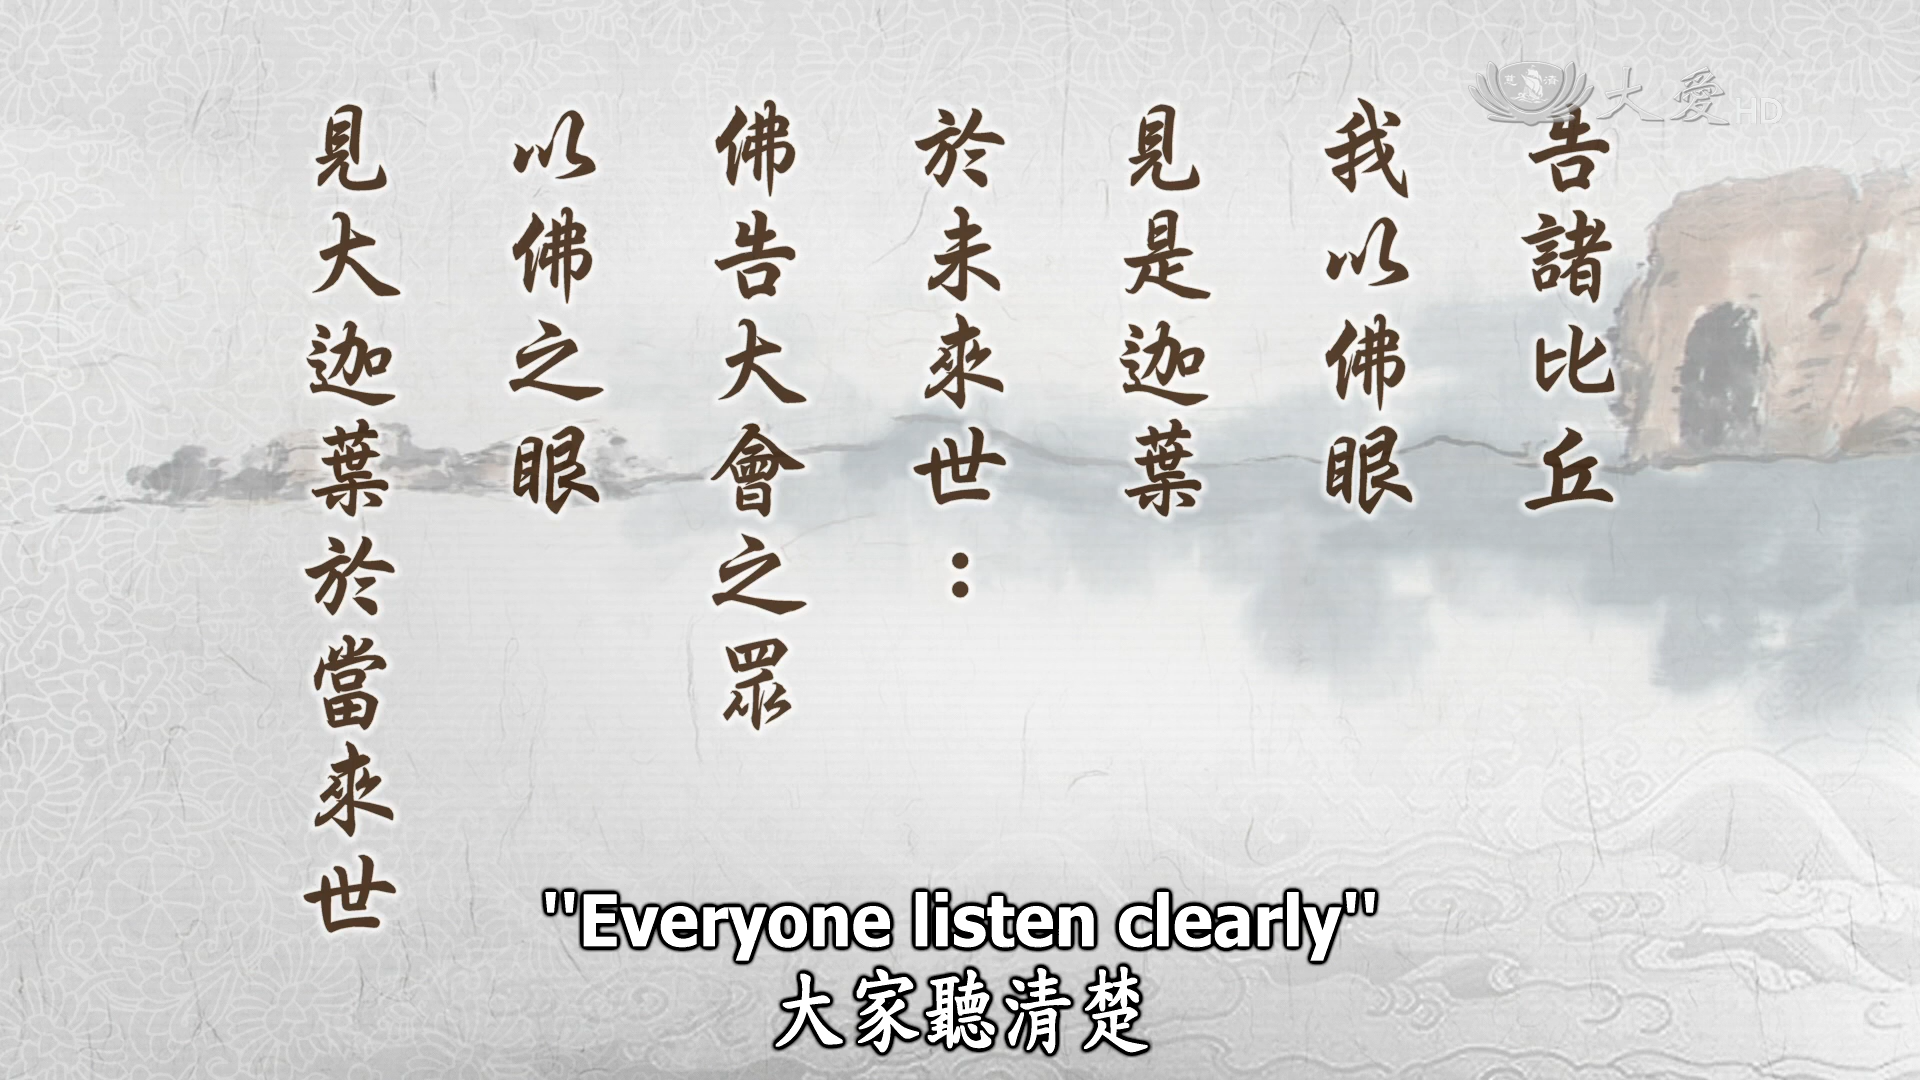 告諸比丘
我以佛眼
見是迦葉
於未來世：
佛告大會之眾
以佛之眼
見大迦葉於當來世
大愛HD
"Everyone listen clearly"
大家聽清楚